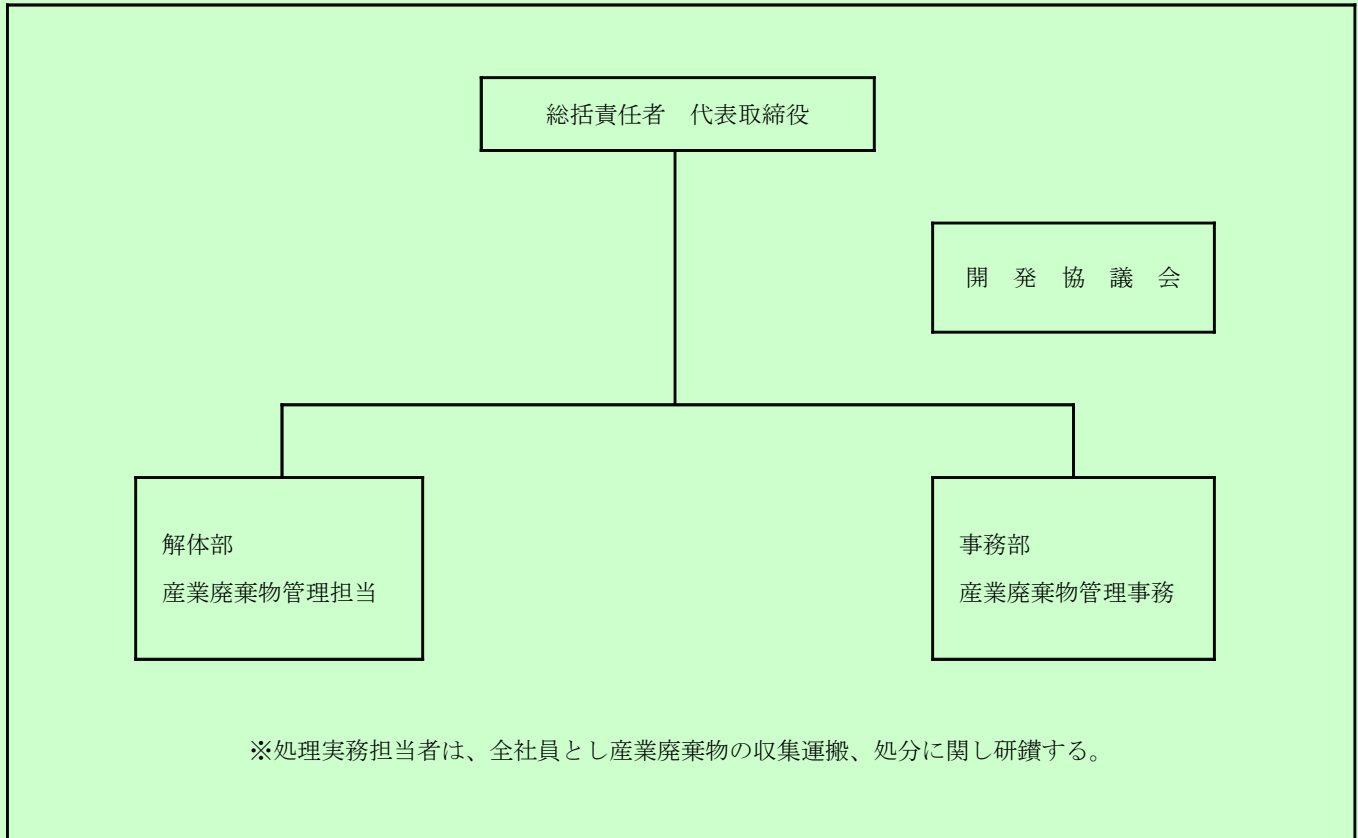 総括責任者　代表取締役
開　発　協　議　会
解体部
産業廃棄物管理担当
事務部
産業廃棄物管理事務
※処理実務担当者は、全社員とし産業廃棄物の収集運搬、処分に関し研鑽する。